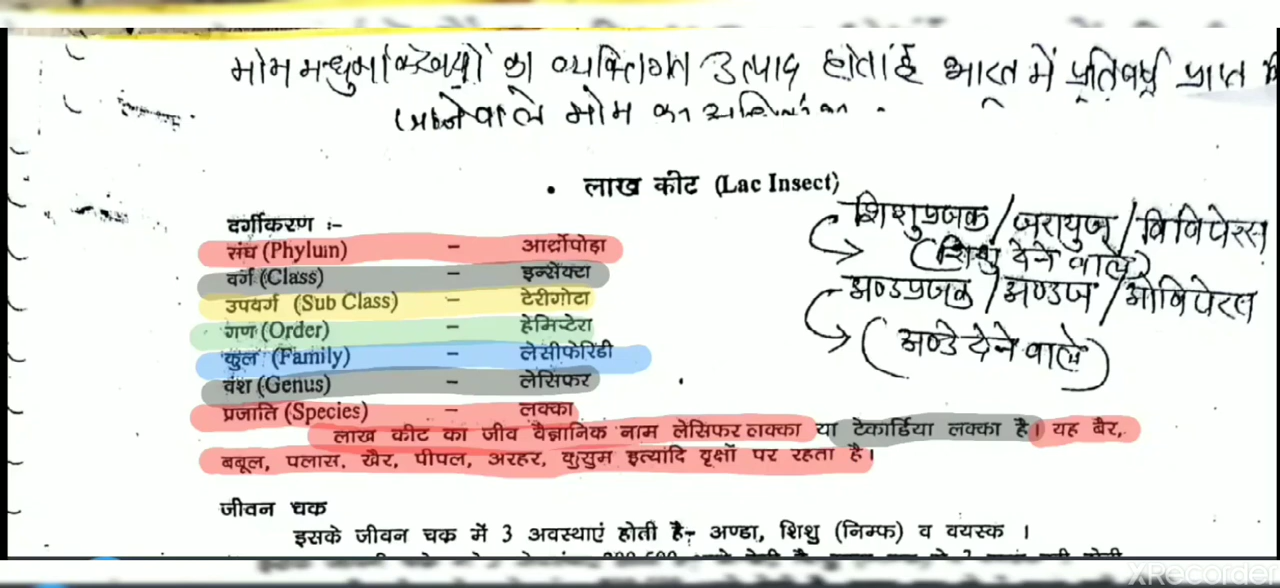 मोम मधुमक्खियों का व्यक्तिगत उत्पाद होता है भारत में प्रतिवर्ष प्राप्त
वाले मोम का
• लाख कीट (Lac Insect)
वर्गीकरण :-
संघ (Phylum) – आर्थ्रोपोड़ा
वर्ग (Class) – इन्सेक्टा
उपवर्ग (Sub Class) – टेरीगोटा
गण (Order) – हेमिप्टेरा
कुल (Family) – लेसीफेरिडी
वंश (Genus) – लेसिफर
प्रजाति (Species) – लक्का
शिशुप्रजक / जरायुज / विविपेरस
(शिशु देने वाले)
अण्डप्रजक / अण्डज / ओविपेरस
(अण्डे देने वाले)
लाख कीट का जीव वैज्ञानिक नाम लेसिफर लाक्का या टेकार्डिया लक्का है। यह बैर,
बबूल, पलास, खैर, पीपल, अरहर, कुसुम इत्यादि वृक्षों पर रहता है।
जीवन चक्र
इसके जीवन चक्र में 3 अवस्थाएं होती है- अण्डा, शिशु (निम्फ) व वयस्क ।
XRecorder